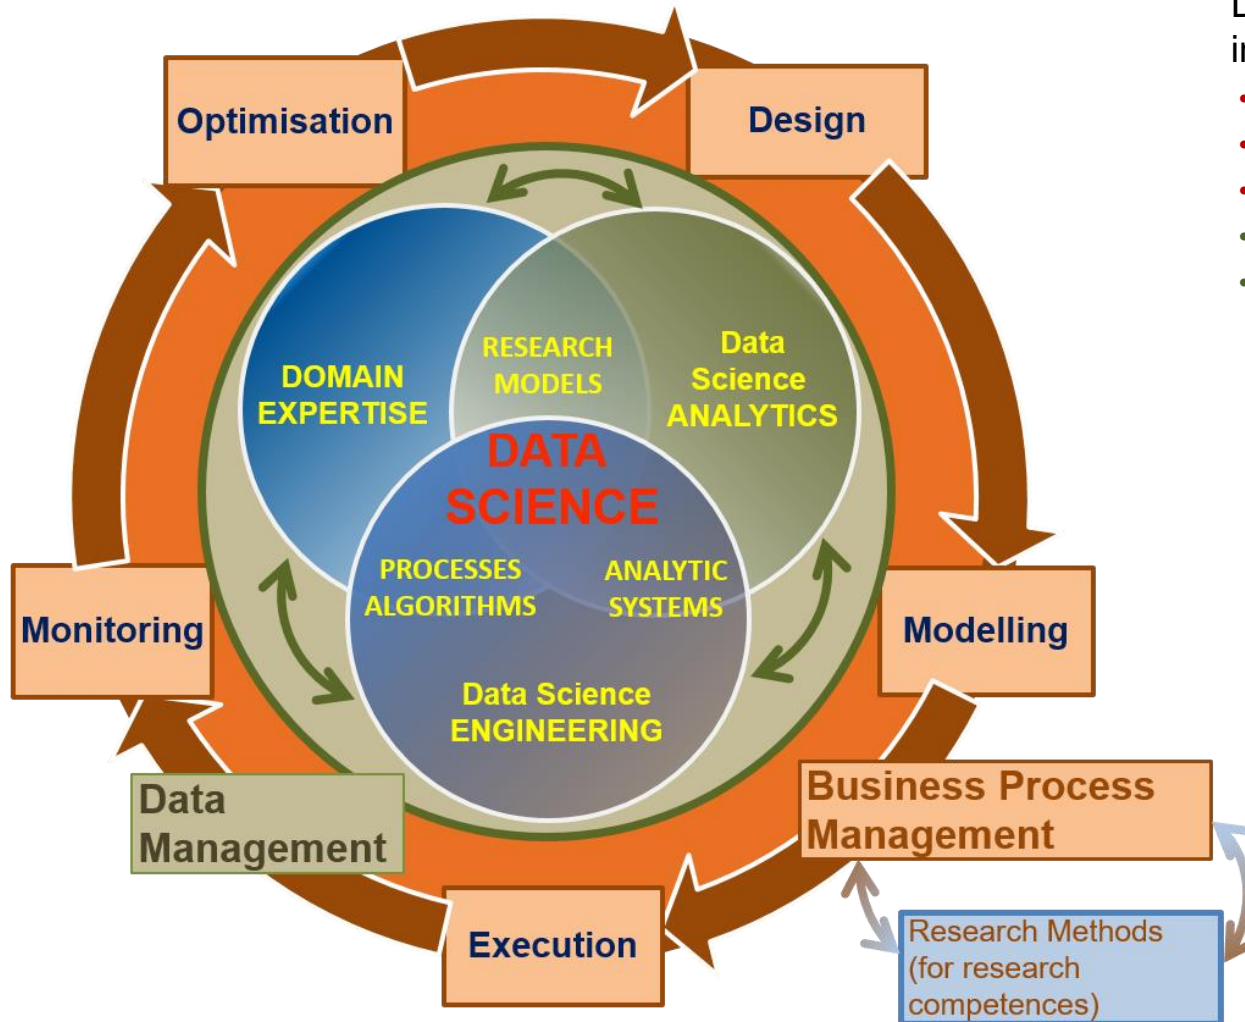 Optimisation
Design
DOMAIN
EXPERTISE
RESEARCH
MODELS
Data
Science
ANALYTICS
DATA
SCIENCE
PROCESSES
ALGORITHMS
ANALYTIC
SYSTEMS
Data Science
ENGINEERING
Monitoring
Modelling
Data
Management
Business Process
Management
Execution
Research Methods
(for research
competences)